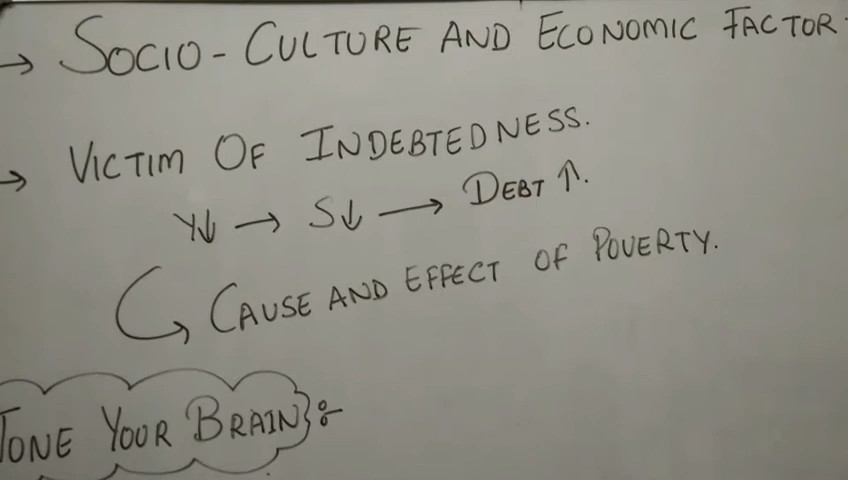 → SOCIO-CULTURE AND ECONOMIC FACTOR.
→ VICTIM OF INDEBTEDNESS.
Y↓ → S↓ → DEBT ↑.
CAUSE AND EFFECT OF POVERTY.
TONE YOUR BRAIN}:-